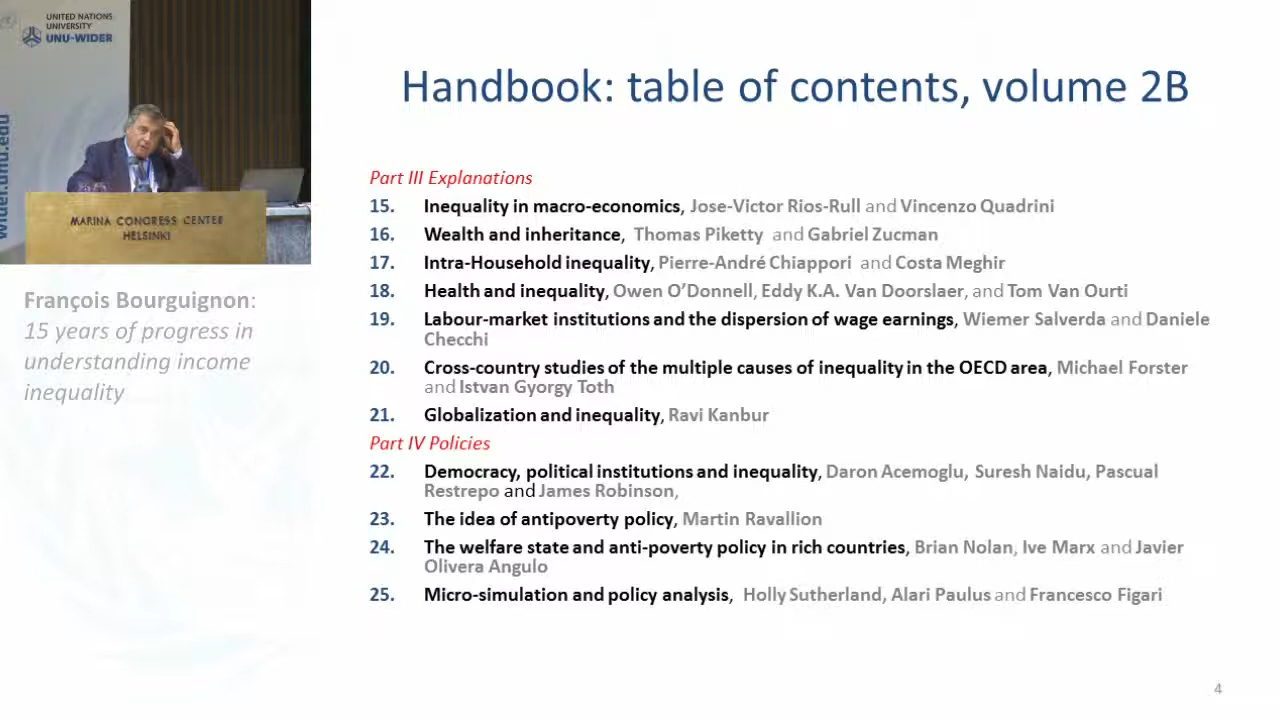 UNITED NATIONS
UNIVERSITY
UNU-WIDER
wider.unu.edu
MARINA CONGRESS CENTER
HELSINKI
François Bourguignon:
15 years of progress in
understanding income
inequality
Handbook: table of contents, volume 2B
Part III Explanations
15. Inequality in macro-economics, Jose-Victor Rios-Rull and Vincenzo Quadrini
16. Wealth and inheritance, Thomas Piketty and Gabriel Zucman
17. Intra-Household inequality, Pierre-André Chiappori and Costa Meghir
18. Health and inequality, Owen O'Donnell, Eddy K.A. Van Doorslaer, and Tom Van Ourti
19. Labour-market institutions and the dispersion of wage earnings, Wiemer Salverda and Daniele
Checchi
20. Cross-country studies of the multiple causes of inequality in the OECD area, Michael Forster
and Istvan Gyorgy Toth
21. Globalization and inequality, Ravi Kanbur
Part IV Policies
22. Democracy, political institutions and inequality, Daron Acemoglu, Suresh Naidu, Pascual
Restrepo and James Robinson,
23. The idea of antipoverty policy, Martin Ravallion
24. The welfare state and anti-poverty policy in rich countries, Brian Nolan, Ive Marx and Javier
Olivera Angulo
25. Micro-simulation and policy analysis, Holly Sutherland, Alari Paulus and Francesco Figari
4